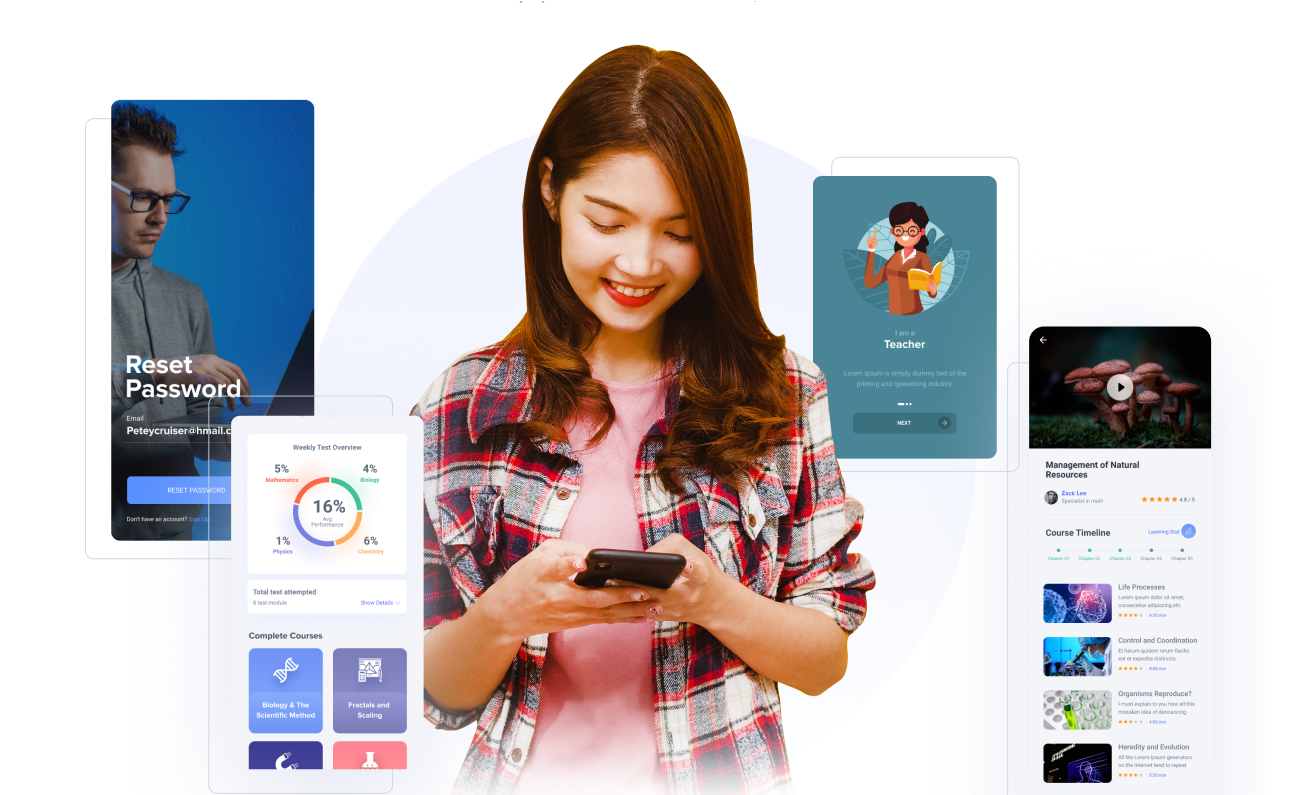 Reset
Password
Email
Peteycruiser@hmail.c
RESET PASSWORD
Don't have an account? Sign Up
Weekly Test Overview
5%
Mathematics
4%
Biology
16%
Avg
Performance
1%
Physics
6%
Chemistry
Total test attempted
8 test module
Show Details
Complete Courses
Biology & The
Scientific Method
Fractals and
Scaling
I am a
Teacher
Lorem Ipsum is simply dummy text of the
printing and typesetting industry.
NEXT
Management of Natural
Resources
Zack Lee
Specialist in math
4.8 / 5
Course Timeline
Learning Stat
Chapter 01
Chapter 02
Chapter 03
Chapter 04
Chapter 05
Life Processes
Lorem ipsum dolor sit amet,
consectetur adipiscing elit.
4:30 min
Control and Coordination
Et harum quidem rerum facilis
est et expedita distinctio.
Organisms Reproduce?
I must explain to you how all this
mistaken idea of denouncing
Heredity and Evolution
All the Lorem Ipsum generators
on the Internet tend to repeat
5:30 min